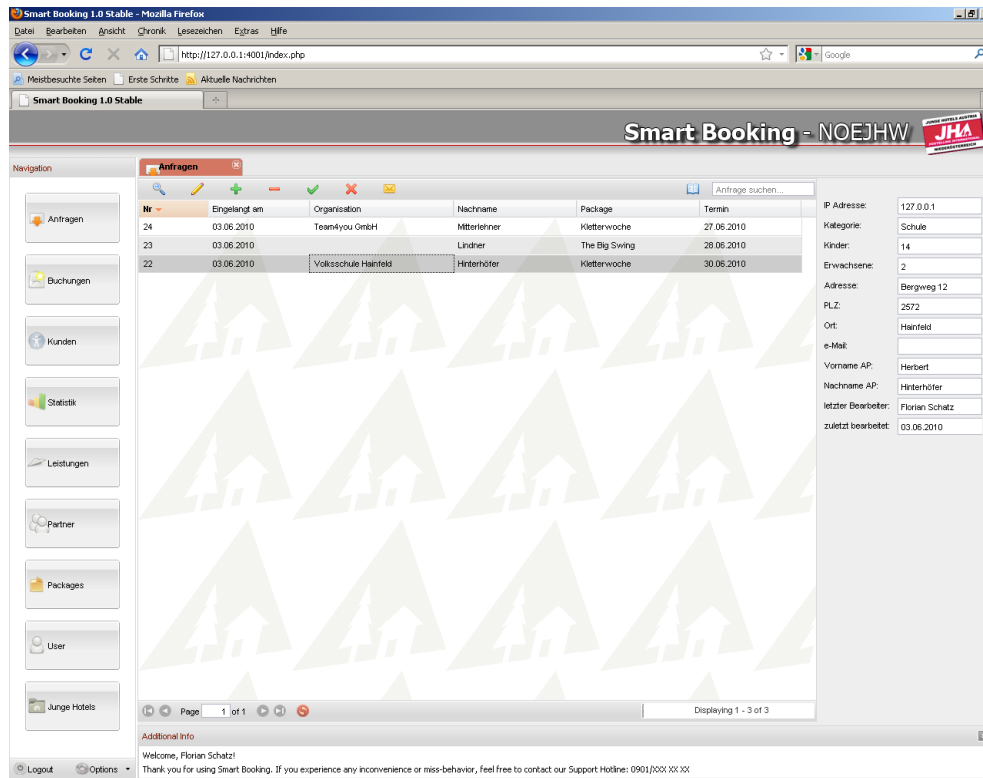 Smart Booking 1.0 Stable - Mozilla Firefox
Datei Bearbeiten Ansicht Chronik Lesezeichen Extras Hilfe
http://127.0.0.1:4001/index.php
Google
Meistbesuchte Seiten Erste Schritte Aktuelle Nachrichten
Smart Booking 1.0 Stable
Smart Booking - NOEJHW
JUNGE HOTELS AUSTRIA
JHA
NIEDERÖSTERREICH
Navigation
Anfragen
Buchungen
Kunden
Statistik
Leistungen
Partner
Packages
User
Junge Hotels
Logout Options
Anfragen
Anfrage suchen...
Nr Eingelangt am Organisation Nachname Package Termin
24 03.06.2010 Team4you GmbH Mitterlehner Kletterwoche 27.06.2010
23 03.06.2010 Lindner The Big Swing 28.06.2010
22 03.06.2010 Volksschule Hainfeld Hinterhöfer Kletterwoche 30.06.2010
Page 1 of 1 Displaying 1 - 3 of 3
IP Adresse: 127.0.0.1
Kategorie: Schule
Kinder: 14
Erwachsene: 2
Adresse: Bergweg 12
PLZ: 2572
Ort: Hainfeld
e-Mail:
Vorname AP: Herbert
Nachname AP: Hinterhöfer
letzter Bearbeiter: Florian Schatz
zuletzt bearbeitet: 03.06.2010
Additional Info
Welcome, Florian Schatz!
Thank you for using Smart Booking. If you experience any inconvenience or miss-behavior, feel free to contact our Support Hotline: 0901/XXX XX XX